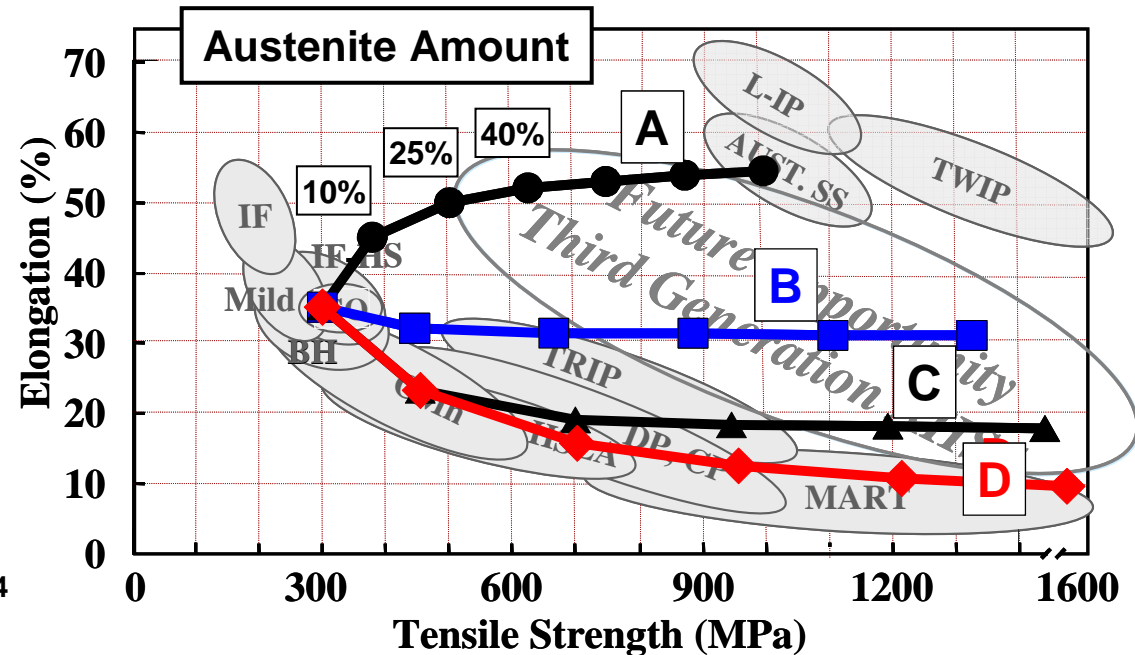 Austenite Amount
70
60
50
40
30
20
10
0
Elongation (%)
10%
25%
40%
A
L-IP
AUST. SS
TWIP
IF
IF-HS
Mild
BH
B
Future Opportunity
Third Generation
TRIP
C
HSLA
DP, CP
D
MART
0
300
600
900
1200
1600
Tensile Strength (MPa)
4